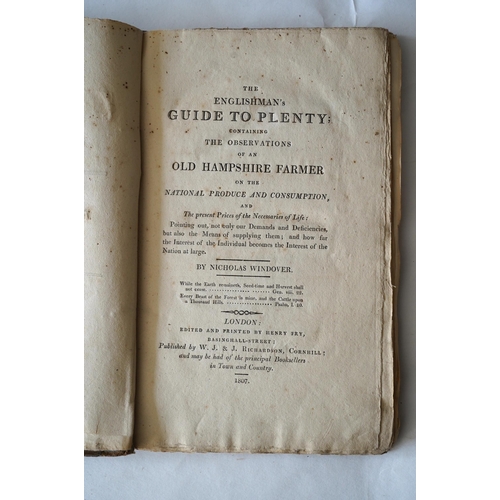 THE
ENGLISHMAN'S
GUIDE TO PLENTY:
CONTAINING
THE OBSERVATIONS
OF AN
OLD HAMPSHIRE FARMER
ON THE
NATIONAL PRODUCE AND CONSUMPTION,
AND
The present Prices of the Necessaries of Life:
Pointing out, not only our Demands and Deficiencies,
but also the Means of supplying them; and how far
the Interest of the Individual becomes the Interest of the
Nation at large.
BY NICHOLAS WINDOVER.
While the Earth remaineth, Seed-time and Harvest shall
not cease. .................... Gen. viii. 22.
Every Beast of the Forest is mine, and the Cattle upon
a Thousand Hills. .................. Psalm, l. 10.
LONDON:
EDITED AND PRINTED BY HENRY FRY,
BASINGHALL-STREET;
Published by W. J. & J. RICHARDSON, CORNHILL;
and may be had of the principal Booksellers
in Town and Country.
1807.